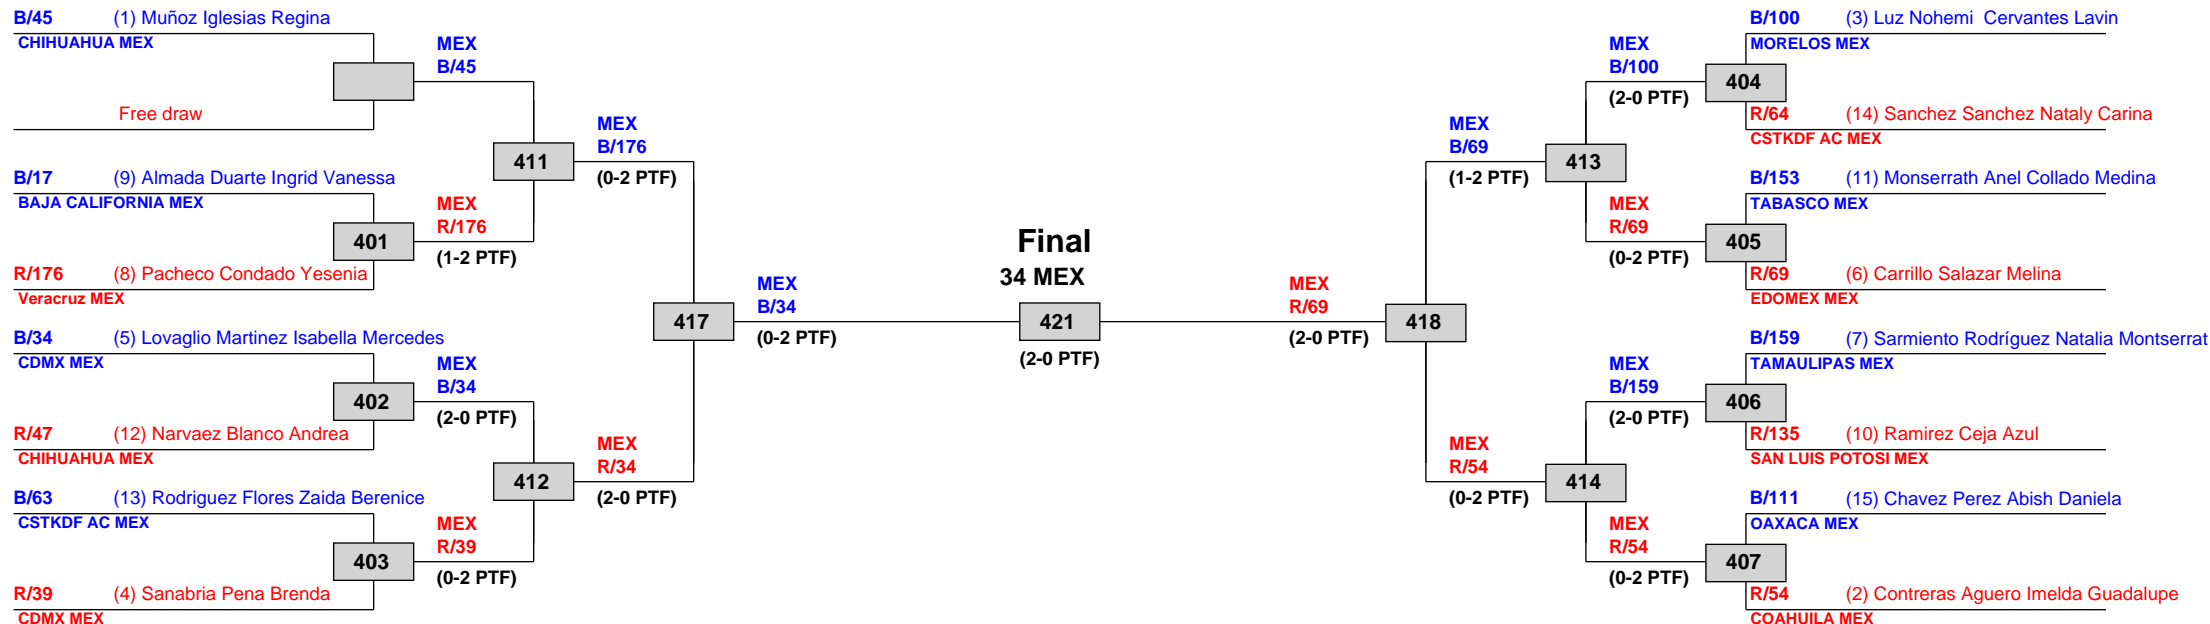 B/45 (1) Muñoz Iglesias Regina
CHIHUAHUA MEX
Free draw
MEX
B/45
B/17 (9) Almada Duarte Ingrid Vanessa
BAJA CALIFORNIA MEX
401
R/176 (8) Pacheco Condado Yesenia
Veracruz MEX
MEX
R/176
(1-2 PTF)
411
MEX
B/176
(0-2 PTF)
B/34 (5) Lovaglio Martinez Isabella Mercedes
CDMX MEX
402
R/47 (12) Narvaez Blanco Andrea
CHIHUAHUA MEX
MEX
B/34
(2-0 PTF)
B/63 (13) Rodriguez Flores Zaida Berenice
CSTKDF AC MEX
403
R/39 (4) Sanabria Pena Brenda
CDMX MEX
MEX
R/39
(0-2 PTF)
412
MEX
R/34
(2-0 PTF)
417
MEX
B/34
(0-2 PTF)
Final
34 MEX
421
(2-0 PTF)
MEX
R/69
(2-0 PTF)
418
MEX
B/69
(1-2 PTF)
413
MEX
B/100
(2-0 PTF)
B/100 (3) Luz Nohemi  Cervantes Lavin
MORELOS MEX
404
R/64 (14) Sanchez Sanchez Nataly Carina
CSTKDF AC MEX
MEX
R/69
(0-2 PTF)
B/153 (11) Monserrath Anel Collado Medina
TABASCO MEX
405
R/69 (6) Carrillo Salazar Melina
EDOMEX MEX
MEX
R/54
(0-2 PTF)
414
MEX
B/159
(2-0 PTF)
B/159 (7) Sarmiento Rodríguez Natalia Montserrat
TAMAULIPAS MEX
406
R/135 (10) Ramirez Ceja Azul
SAN LUIS POTOSI MEX
MEX
R/54
(0-2 PTF)
B/111 (15) Chavez Perez Abish Daniela
OAXACA MEX
407
R/54 (2) Contreras Aguero Imelda Guadalupe
COAHUILA MEX